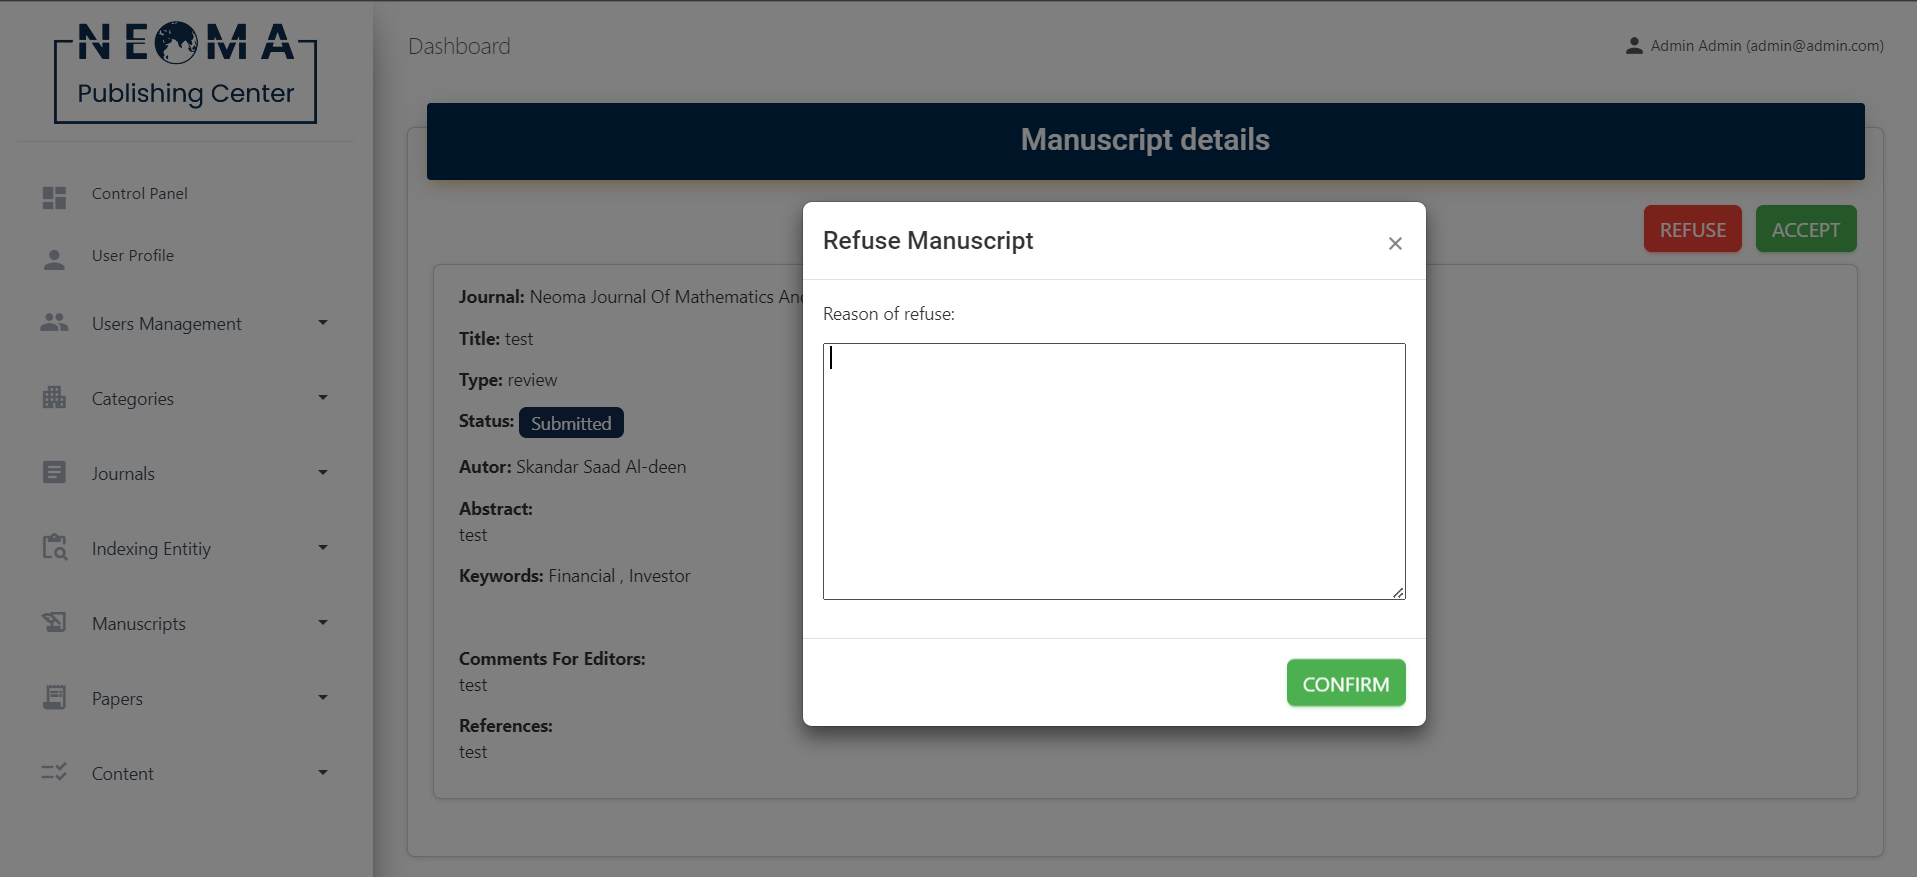 NEOMA
Publishing Center
Dashboard
Admin Admin (admin@admin.com)
Control Panel
User Profile
Users Management
Categories
Journals
Indexing Entitiy
Manuscripts
Papers
Content
Manuscript details
REFUSE ACCEPT
Journal: Neoma Journal Of Mathematics
Title: test
Type: review
Status: Submitted
Autor: Skandar Saad Al-deen
Abstract:
test
Keywords: Financial , Investor
Comments For Editors:
test
References:
test
Refuse Manuscript ×
Reason of refuse:
CONFIRM